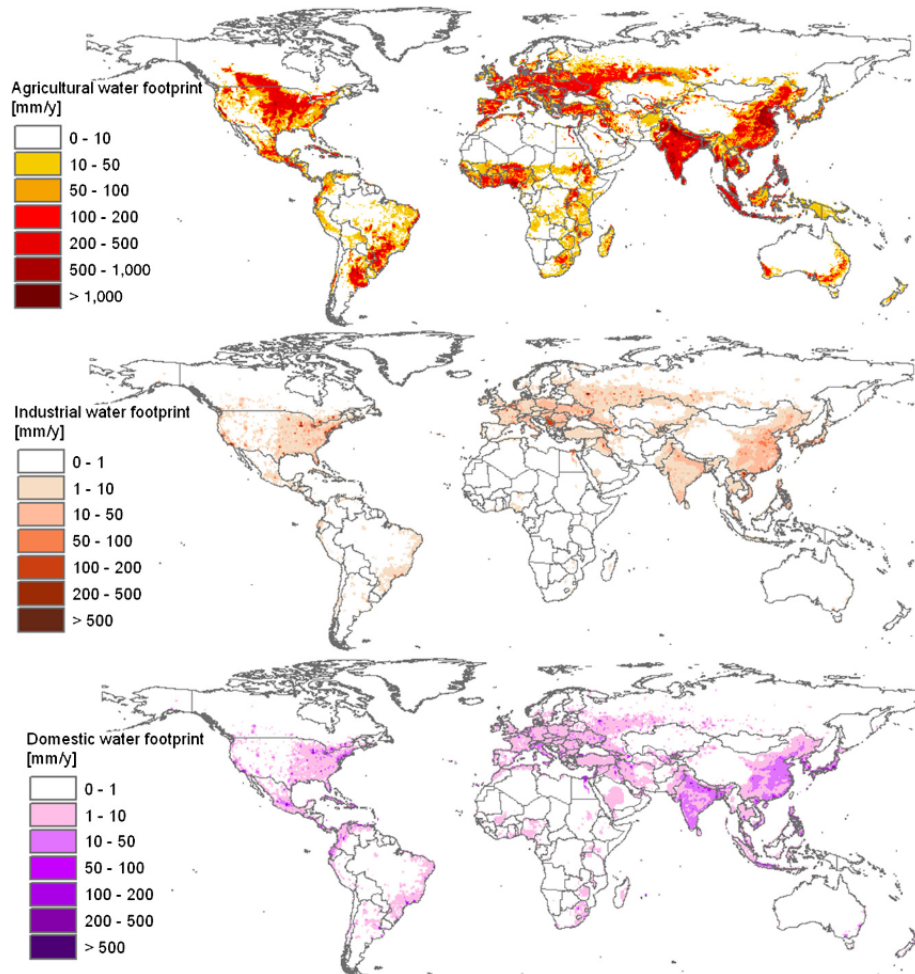 Agricultural water footprint
[mm/y]
0 - 10
10 - 50
50 - 100
100 - 200
200 - 500
500 - 1,000
> 1,000
Industrial water footprint
[mm/y]
0 - 1
1 - 10
10 - 50
50 - 100
100 - 200
200 - 500
> 500
Domestic water footprint
[mm/y]
0 - 1
1 - 10
10 - 50
50 - 100
100 - 200
200 - 500
> 500